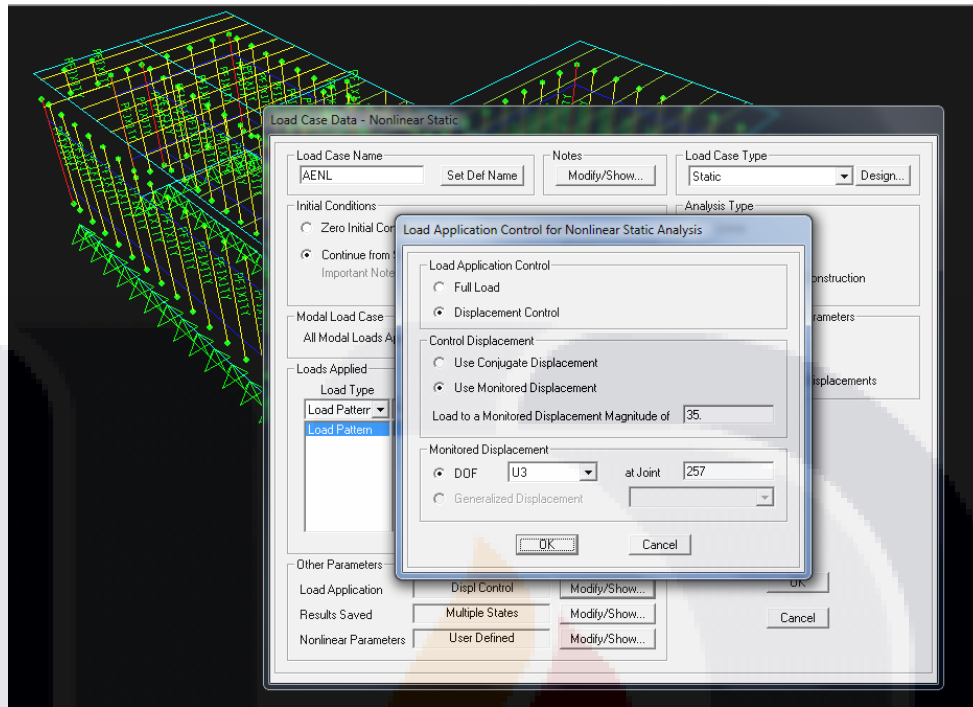 Load Case Data - Nonlinear Static
Load Case Name
AENL
Set Def Name
Notes
Modify/Show...
Load Case Type
Static
Design...
Initial Conditions
Zero Initial Con
Continue from S
Important Note
Analysis Type
onstruction
Modal Load Case
All Modal Loads Ap
rameters
isplacements
Loads Applied
Load Type
Load Pattern
Load Pattern
Load Application Control for Nonlinear Static Analysis
Load Application Control
Full Load
Displacement Control
Control Displacement
Use Conjugate Displacement
Use Monitored Displacement
Load to a Monitored Displacement Magnitude of 35.
Monitored Displacement
DOF U3 at Joint 257
Generalized Displacement
OK Cancel
Other Parameters
Load Application Displ Control Modify/Show...
Results Saved Multiple States Modify/Show...
Nonlinear Parameters User Defined Modify/Show...
OK
Cancel